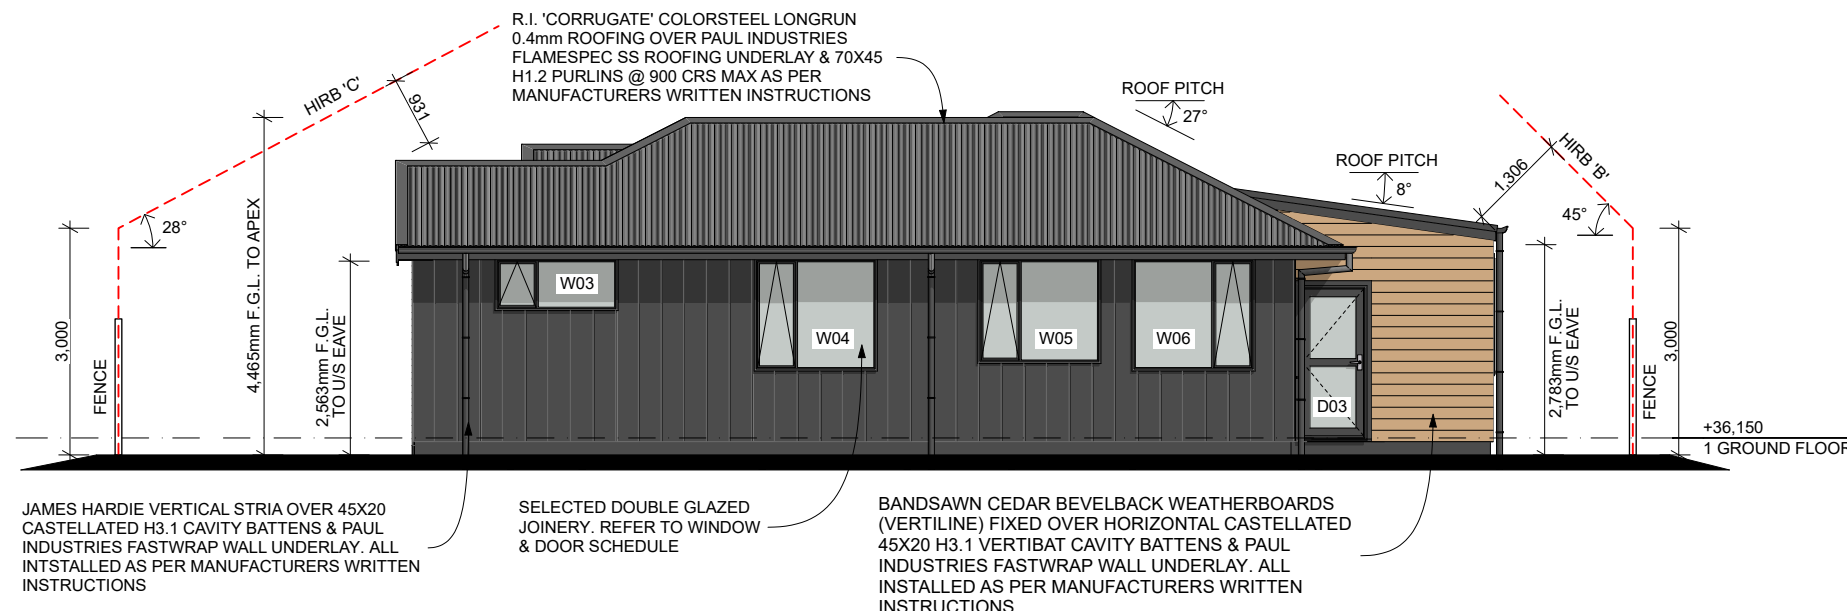 R.I. 'CORRUGATE' COLORSTEEL LONGRUN
0.4mm ROOFING OVER PAUL INDUSTRIES
FLAMESPEC SS ROOFING UNDERLAY & 70X45
H1.2 PURLINS @ 900 CRS MAX AS PER
MANUFACTURERS WRITTEN INSTRUCTIONS
HIRB 'C'
931
ROOF PITCH
27°
ROOF PITCH
8°
HIRB 'B'
1,306
45°
28°
3,000
FENCE
4,465mm F.G.L. TO APEX
2,563mm F.G.L.
TO U/S EAVE
W03
W04
W05
W06
D03
2,783mm F.G.L.
TO U/S EAVE
FENCE
3,000
+36,150
1 GROUND FLOOR
JAMES HARDIE VERTICAL STRIA OVER 45X20
CASTELLATED H3.1 CAVITY BATTENS & PAUL
INDUSTRIES FASTWRAP WALL UNDERLAY. ALL
INTSTALLED AS PER MANUFACTURERS WRITTEN
INSTRUCTIONS
SELECTED DOUBLE GLAZED
JOINERY. REFER TO WINDOW
& DOOR SCHEDULE
BANDSAWN CEDAR BEVELBACK WEATHERBOARDS
(VERTILINE) FIXED OVER HORIZONTAL CASTELLATED
45X20 H3.1 VERTIBAT CAVITY BATTENS & PAUL
INDUSTRIES FASTWRAP WALL UNDERLAY. ALL
INSTALLED AS PER MANUFACTURERS WRITTEN
INSTRUCTIONS